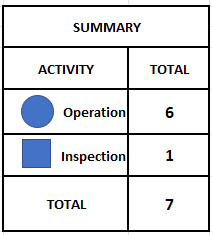 SUMMARY
ACTIVITY TOTAL
Operation 6
Inspection 1
TOTAL 7